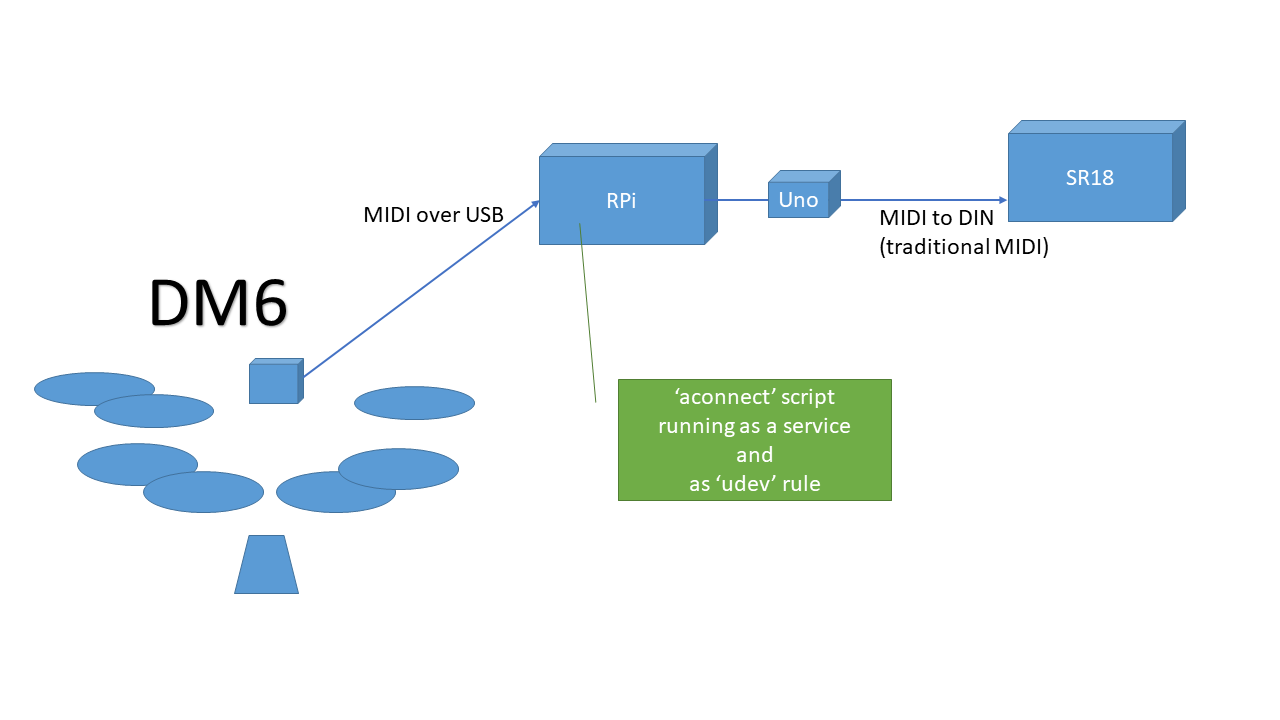 RPi
Uno
SR18
MIDI over USB
MIDI to DIN
(traditional MIDI)
DM6
‘aconnect’ script
running as a service
and
as ‘udev’ rule